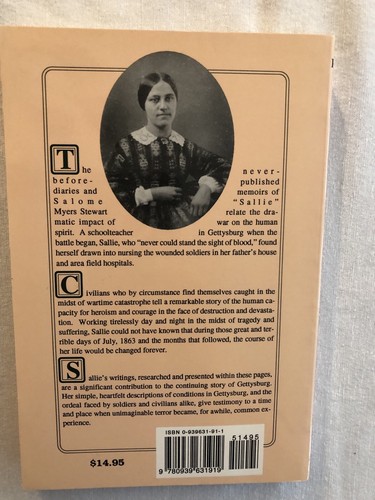 The never-
before- published
diaries and memoirs of
Salome "Sallie"
Myers Stewart relate the dra-
matic impact of war on the human
spirit. A schoolteacher in Gettysburg when the
battle began, Sallie, who "never could stand the sight of blood," found
herself drawn into nursing the wounded soldiers in her father's house
and area field hospitals.
Civilians who by circumstance find themselves caught in the
midst of wartime catastrophe tell a remarkable story of the human capa-
city for heroism and courage in the face of destruction and devasta-
tion. Working tirelessly day and night in the midst of tragedy and
suffering, Sallie could not have known that during those great and ter-
rible days of July, 1863 and the months that followed, the course of
her life would be changed forever.
Sallie's writings, researched and presented within these pages,
are a significant contribution to the continuing story of Gettysburg.
Her simple, heartfelt descriptions of conditions in Gettysburg, and the
ordeal faced by soldiers and civilians alike, give testimony to a time
and place when unimaginable terror became, for awhile, common ex-
perience.
ISBN 0-939631-91-1
51495
9 780939 631919
$14.95